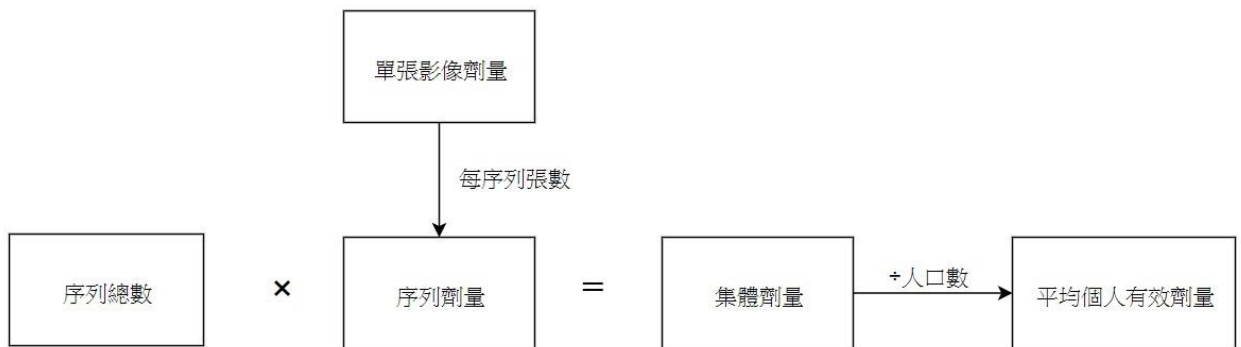 單張影像劑量
每序列張數
序列總數
×
序列劑量
=
集體劑量
÷人口數
平均個人有效劑量